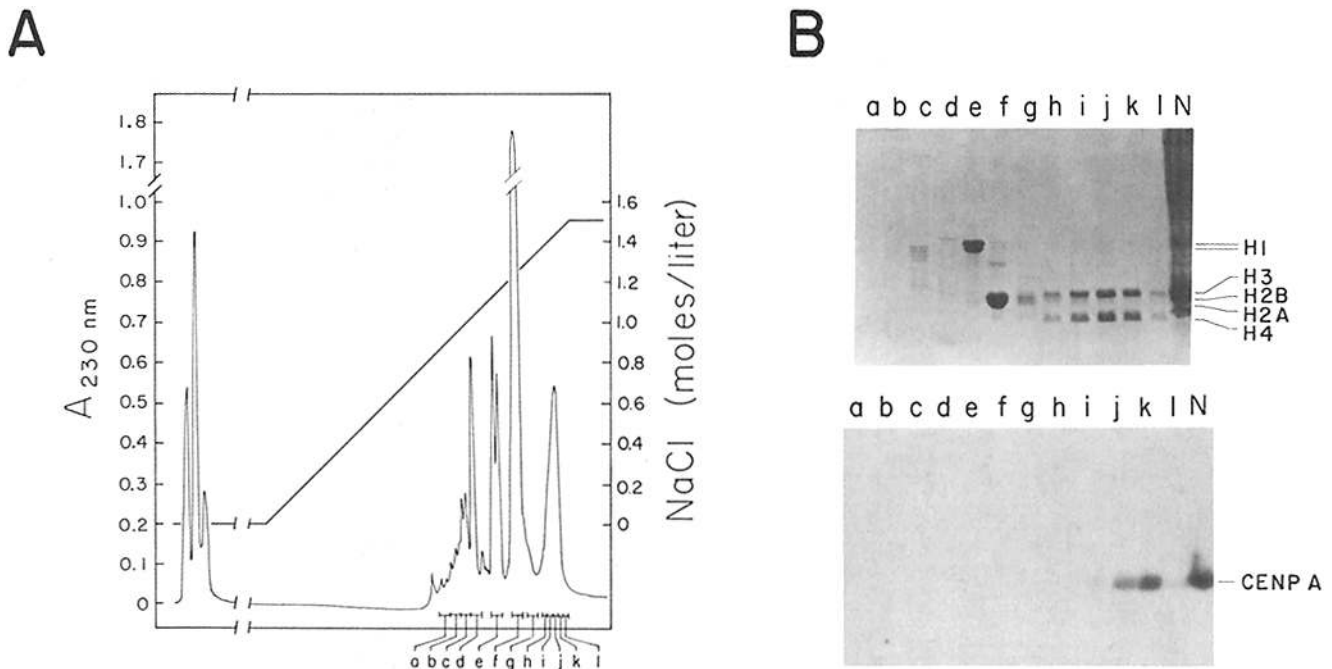 A
B
1.8
1.7
1.0
0.9
0.8
0.7
0.6
0.5
0.4
0.3
0.2
0.1
0
A 230 nm
1.6
1.4
1.2
1.0
0.8
0.6
0.4
0.2
0
NaCl (moles/liter)
a b c d e f g h i j k l
a b c d e f g h i j k l N
H1
H3
H2B
H2A
H4
a b c d e f g h i j k l N
CENP A